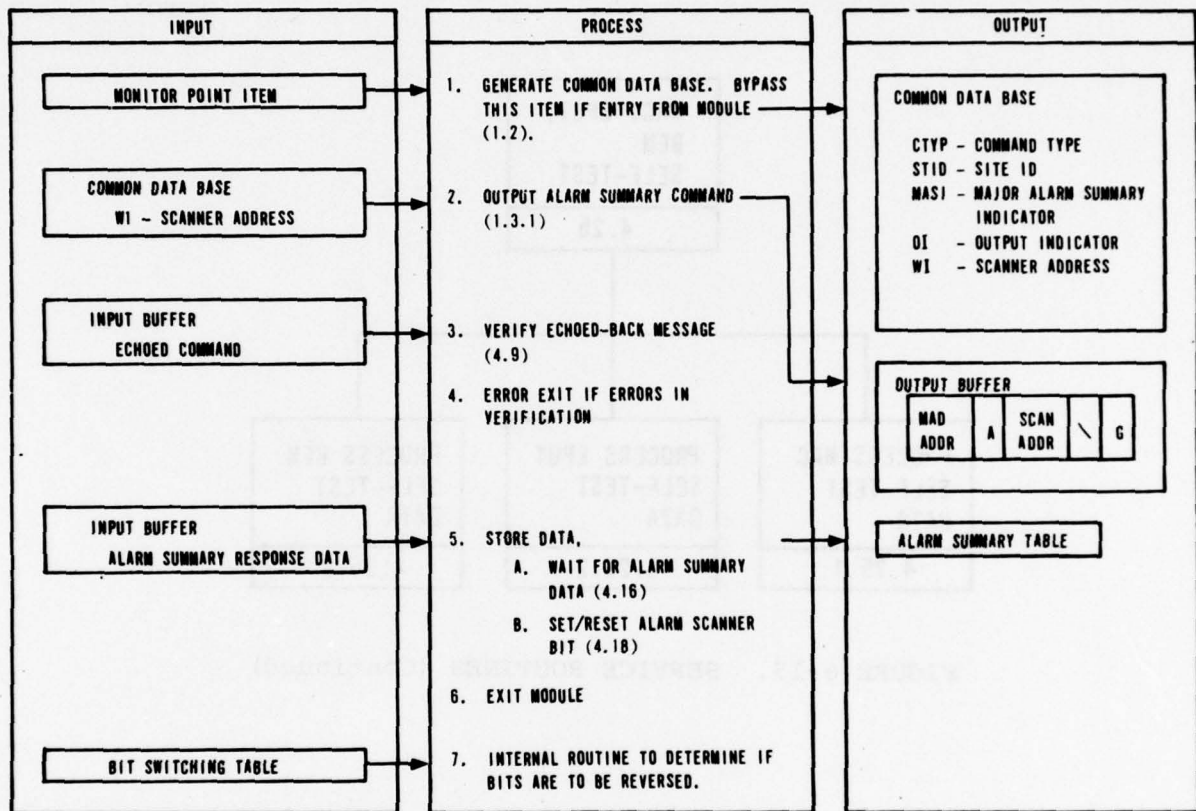 INPUT
MONITOR POINT ITEM
COMMON DATA BASE
WI - SCANNER ADDRESS
INPUT BUFFER
ECHOED COMMAND
INPUT BUFFER
ALARM SUMMARY RESPONSE DATA
BIT SWITCHING TABLE
PROCESS
1. GENERATE COMMON DATA BASE. BYPASS
THIS ITEM IF ENTRY FROM MODULE
(1.2).
2. OUTPUT ALARM SUMMARY COMMAND
(1.3.1)
3. VERIFY ECHOED-BACK MESSAGE
(4.9)
4. ERROR EXIT IF ERRORS IN
VERIFICATION
5. STORE DATA.
A. WAIT FOR ALARM SUMMARY
DATA (4.16)
B. SET/RESET ALARM SCANNER
BIT (4.18)
6. EXIT MODULE
7. INTERNAL ROUTINE TO DETERMINE IF
BITS ARE TO BE REVERSED.
OUTPUT
COMMON DATA BASE
CTYP - COMMAND TYPE
STID - SITE ID
MASI - MAJOR ALARM SUMMARY
INDICATOR
OI - OUTPUT INDICATOR
WI - SCANNER ADDRESS
OUTPUT BUFFER
MAD
ADDR
A
SCAN
ADDR
\
G
ALARM SUMMARY TABLE